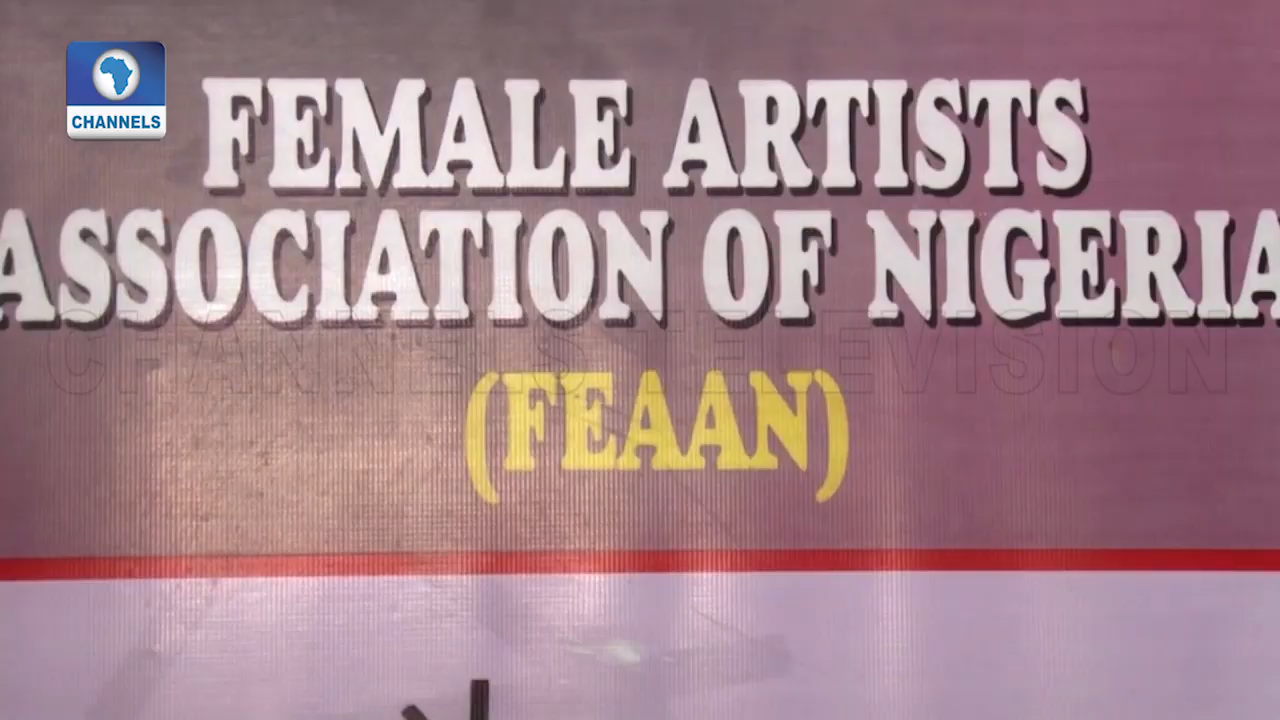 CHANNELS
FEMALE ARTISTS
ASSOCIATION OF NIGERIA
CHANNELS TELEVISION
(FEAAN)